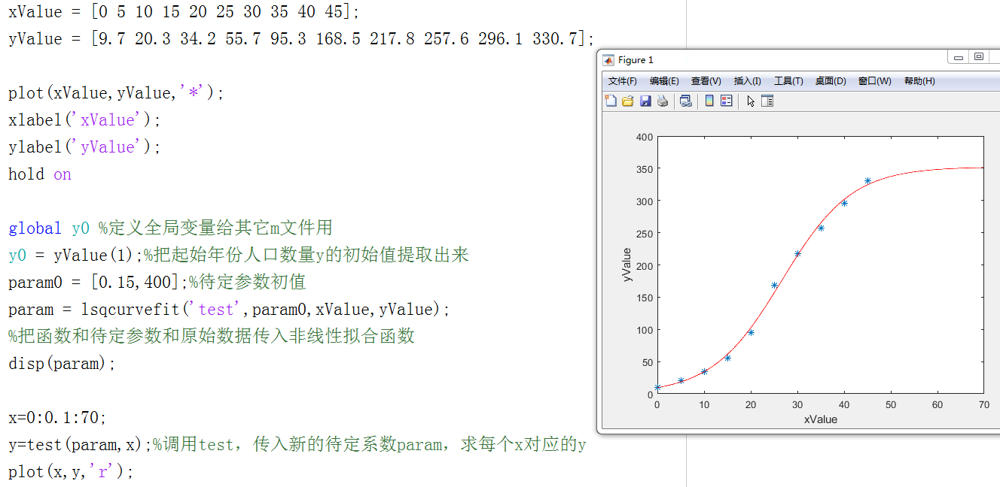 xValue = [0 5 10 15 20 25 30 35 40 45];
yValue = [9.7 20.3 34.2 55.7 95.3 168.5 217.8 257.6 296.1 330.7];
plot(xValue,yValue,'*');
xlabel('xValue');
ylabel('yValue');
hold on
global y0 %定义全局变量给其它m文件用
y0 = yValue(1);%把起始年份人口数量y的初始值提取出来
param0 = [0.15,400];%待定参数初值
param = lsqcurvefit('test',param0,xValue,yValue);
%把函数和待定参数和原始数据传入非线性拟合函数
disp(param);
x=0:0.1:70;
y=test(param,x);%调用test，传入新的待定系数param，求每个x对应的y
plot(x,y,'r');
Figure 1
文件(F) 编辑(E) 查看(V) 插入(I) 工具(T) 桌面(D) 窗口(W) 帮助(H)
400
350
300
250
200
150
100
50
0
yValue
0 10 20 30 40 50 60 70
xValue